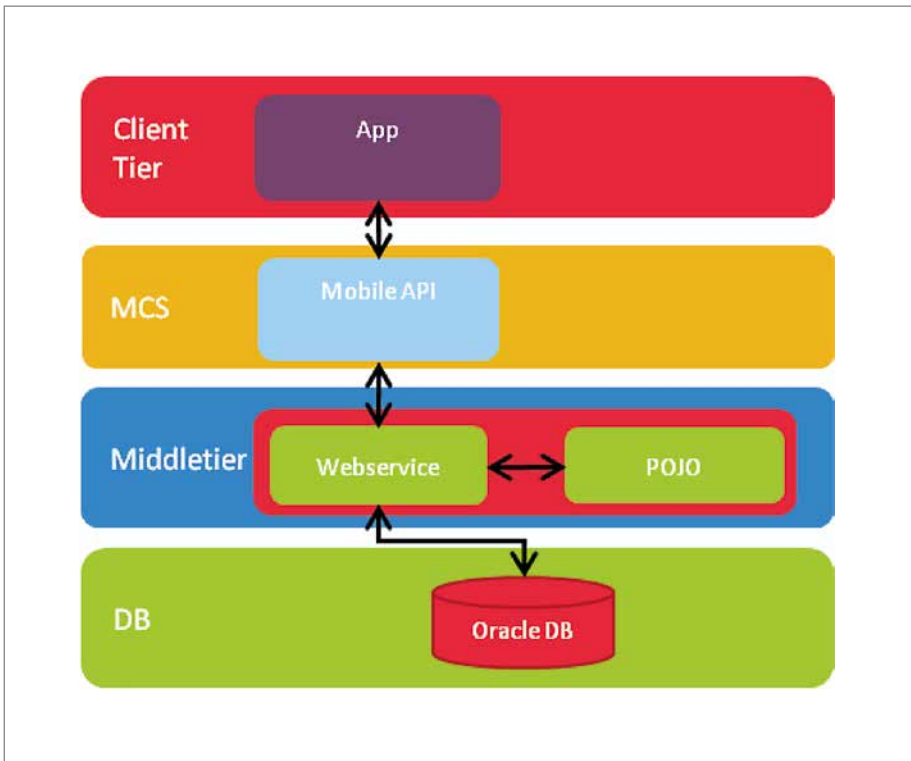 Client
Tier
App
MCS
Mobile API
Middletier
Webservice
POJO
DB
Oracle DB